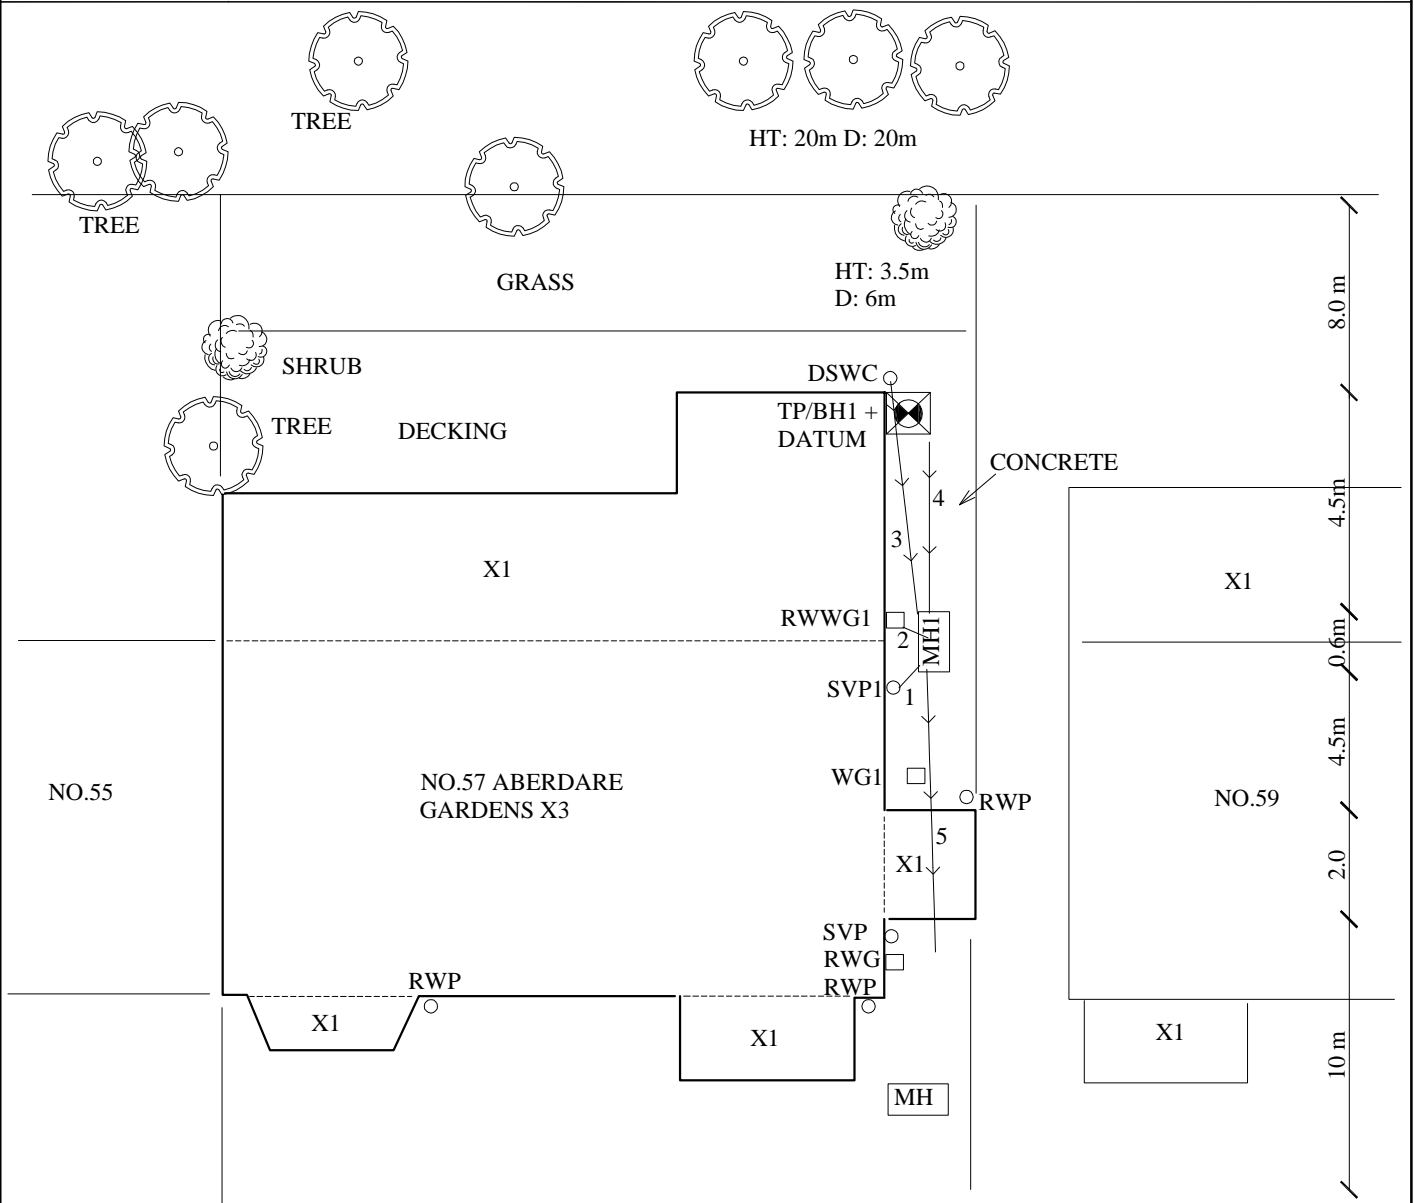 TREE
HT: 20m D: 20m
TREE
GRASS
HT: 3.5m
D: 6m
8.0 m
SHRUB
DSWC
TP/BH1 +
DATUM
TREE
DECKING
CONCRETE
4
4.5m
3
X1
X1
RWWG1
2
MH1
0.6m
SVP1
1
4.5m
WG1
NO.55
NO.57 ABERDARE
GARDENS X3
RWP
NO.59
5
X1
2.0
SVP
RWG
RWP
RWP
X1
X1
X1
10 m
MH